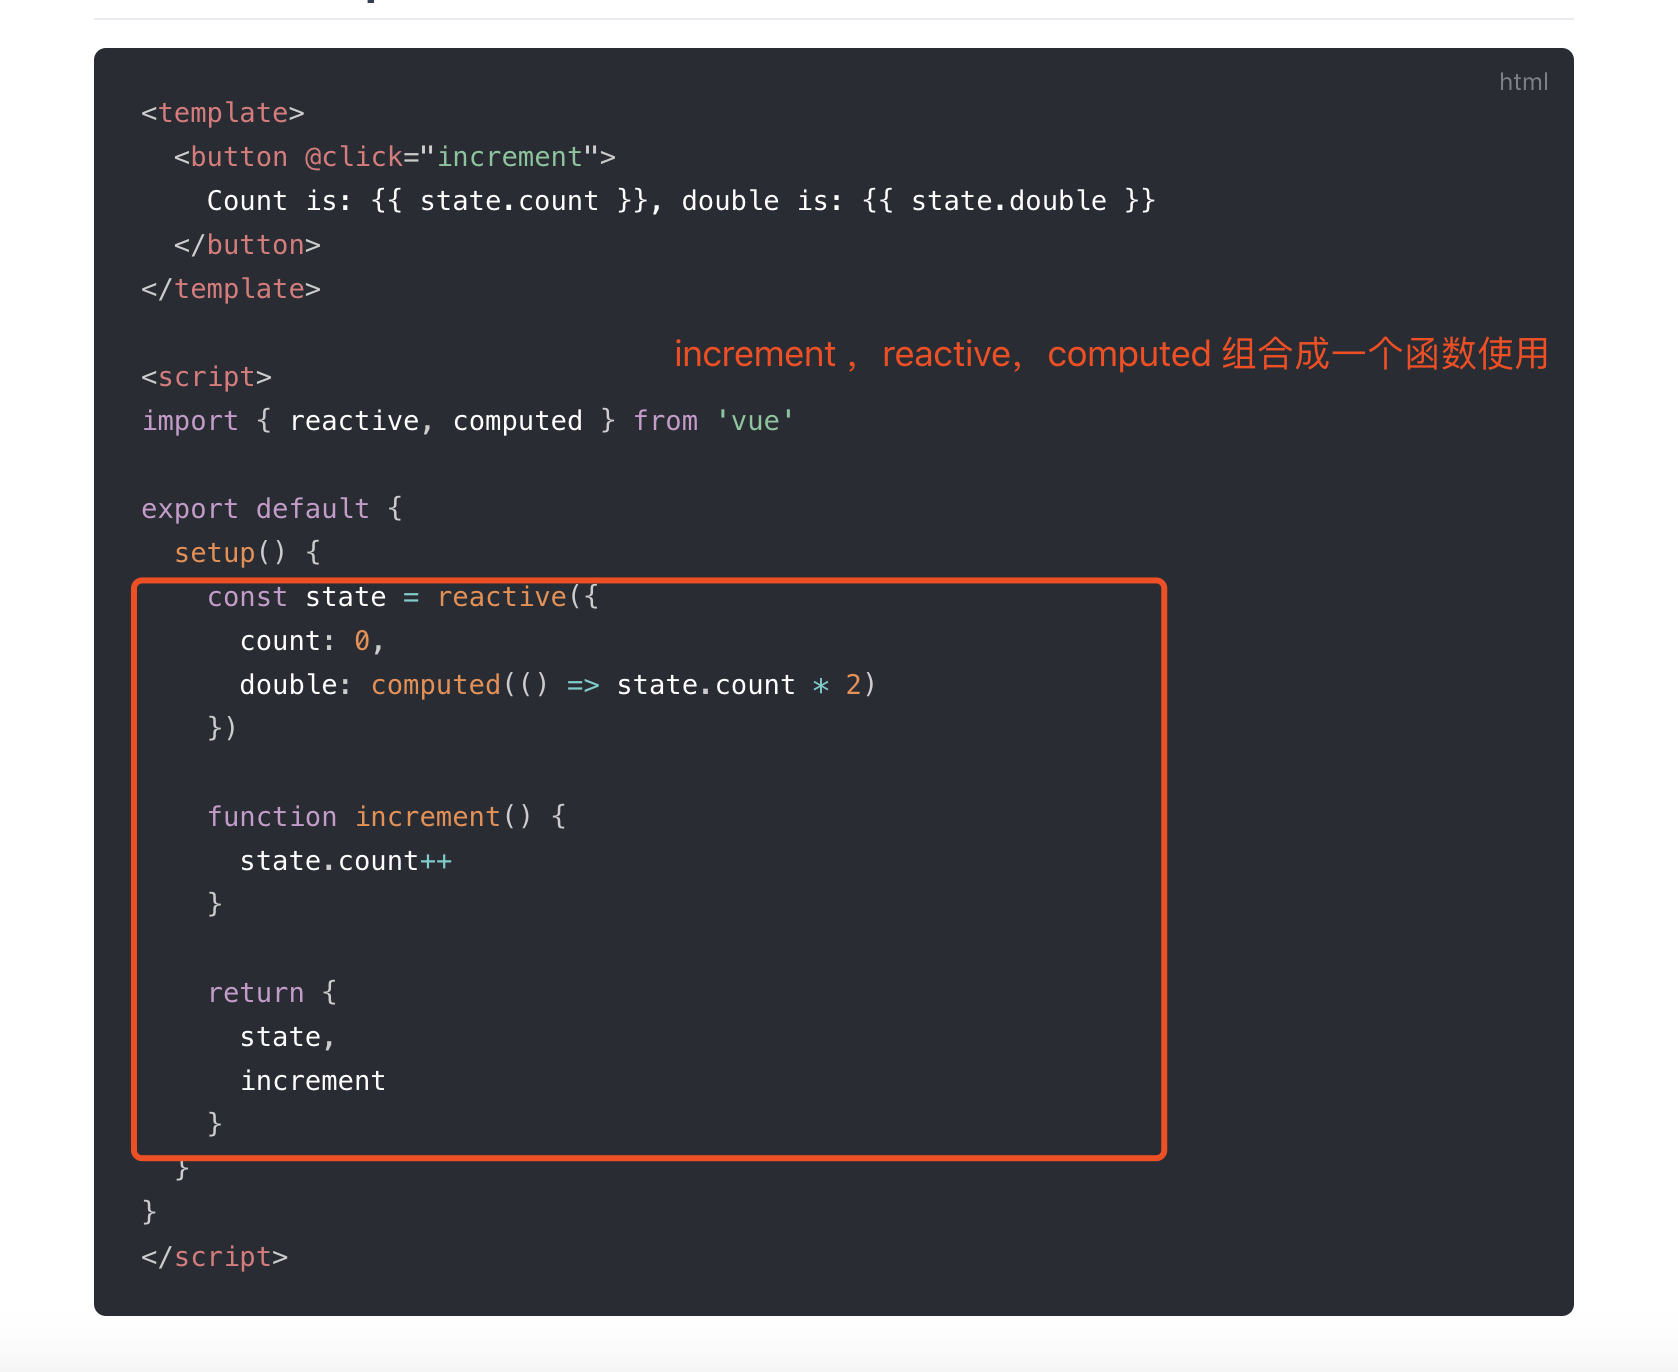 html
<template>
  <button @click="increment">
    Count is: {{ state.count }}, double is: {{ state.double }}
  </button>
</template>
increment ，reactive，computed 组合成一个函数使用
<script>
import { reactive, computed } from 'vue'
export default {
  setup() {
    const state = reactive({
      count: 0,
      double: computed(() => state.count * 2)
    })
    function increment() {
      state.count++
    }
    return {
      state,
      increment
    }
  }
}
</script>